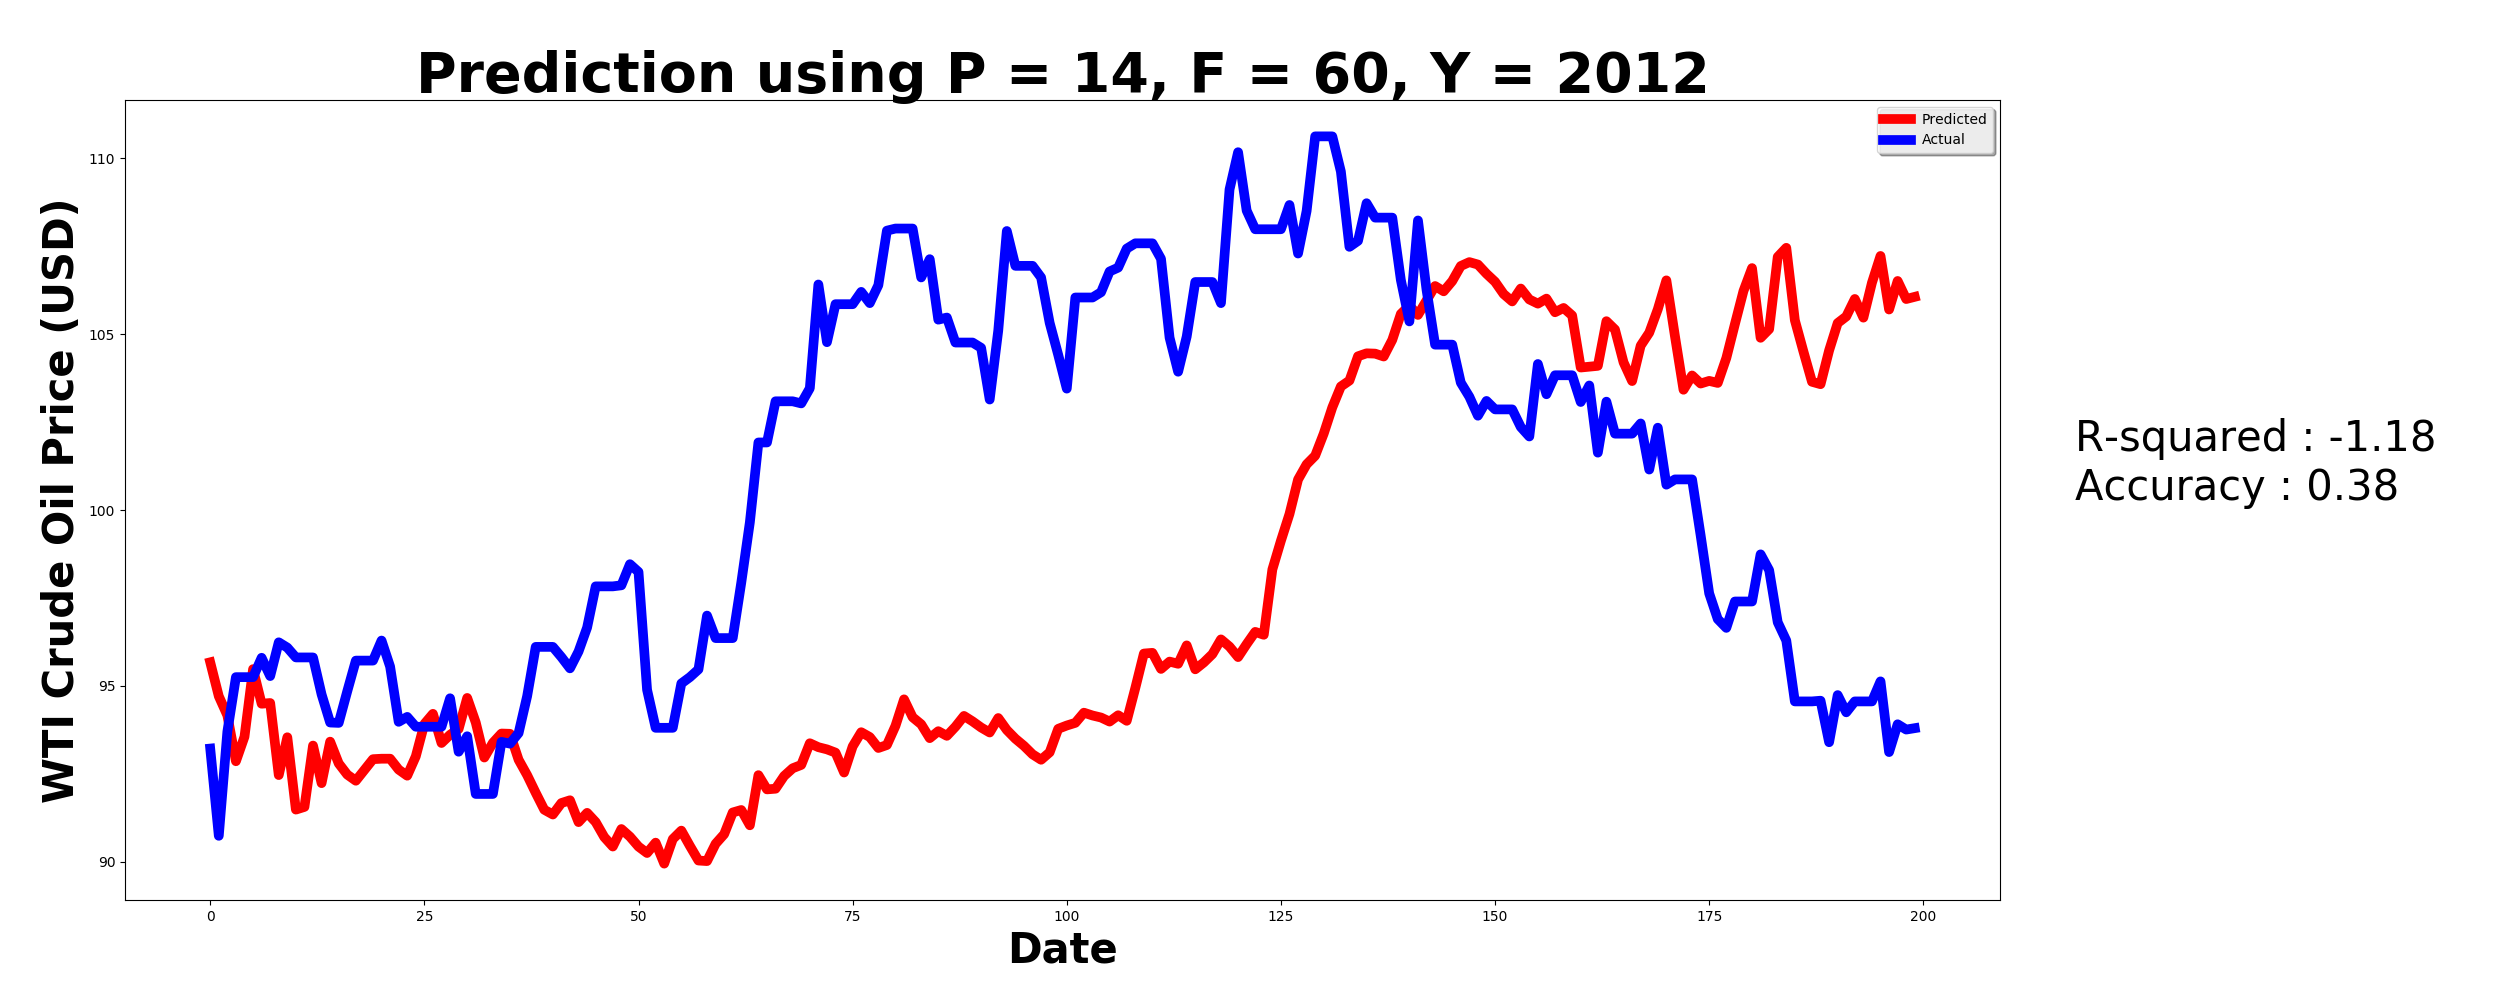 Prediction using P = 14, F = 60, Y = 2012
Predicted
Actual
WTI Crude Oil Price (USD)
110
105
100
95
90
R-squared : -1.18
Accuracy : 0.38
0 25 50 75 100 125 150 175 200
Date